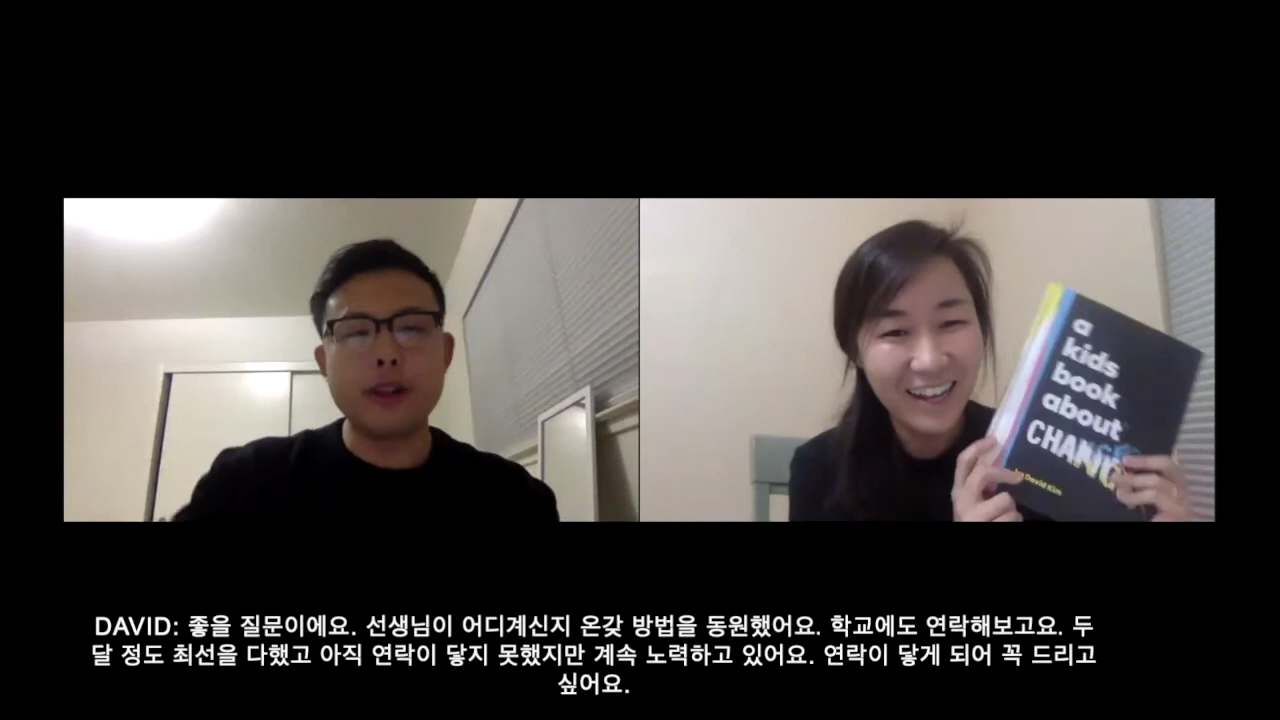 a
kids
book
about
CHANG
by David Kim
DAVID: 좋을 질문이에요. 선생님이 어디계신지 온갖 방법을 동원했어요. 학교에도 연락해보고요. 두
달 정도 최선을 다했고 아직 연락이 닿지 못했지만 계속 노력하고 있어요. 연락이 닿게 되어 꼭 드리고
싶어요.